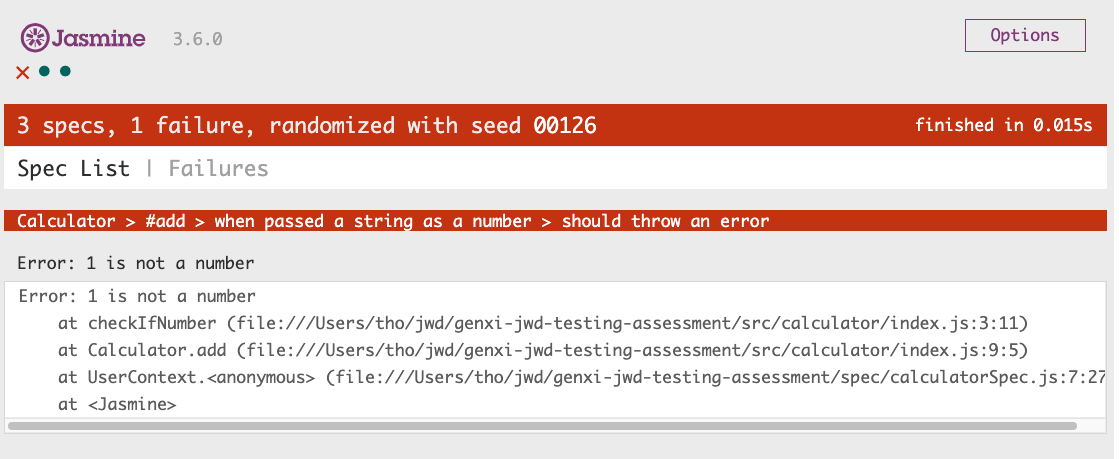 Jasmine 3.6.0 Options
3 specs, 1 failure, randomized with seed 00126 finished in 0.015s
Spec List | Failures
Calculator > #add > when passed a string as a number > should throw an error
Error: 1 is not a number
Error: 1 is not a number
at checkIfNumber (file:///Users/tho/jwd/genxi-jwd-testing-assessment/src/calculator/index.js:3:11)
at Calculator.add (file:///Users/tho/jwd/genxi-jwd-testing-assessment/src/calculator/index.js:9:5)
at UserContext.<anonymous> (file:///Users/tho/jwd/genxi-jwd-testing-assessment/spec/calculatorSpec.js:7:27
at <Jasmine>